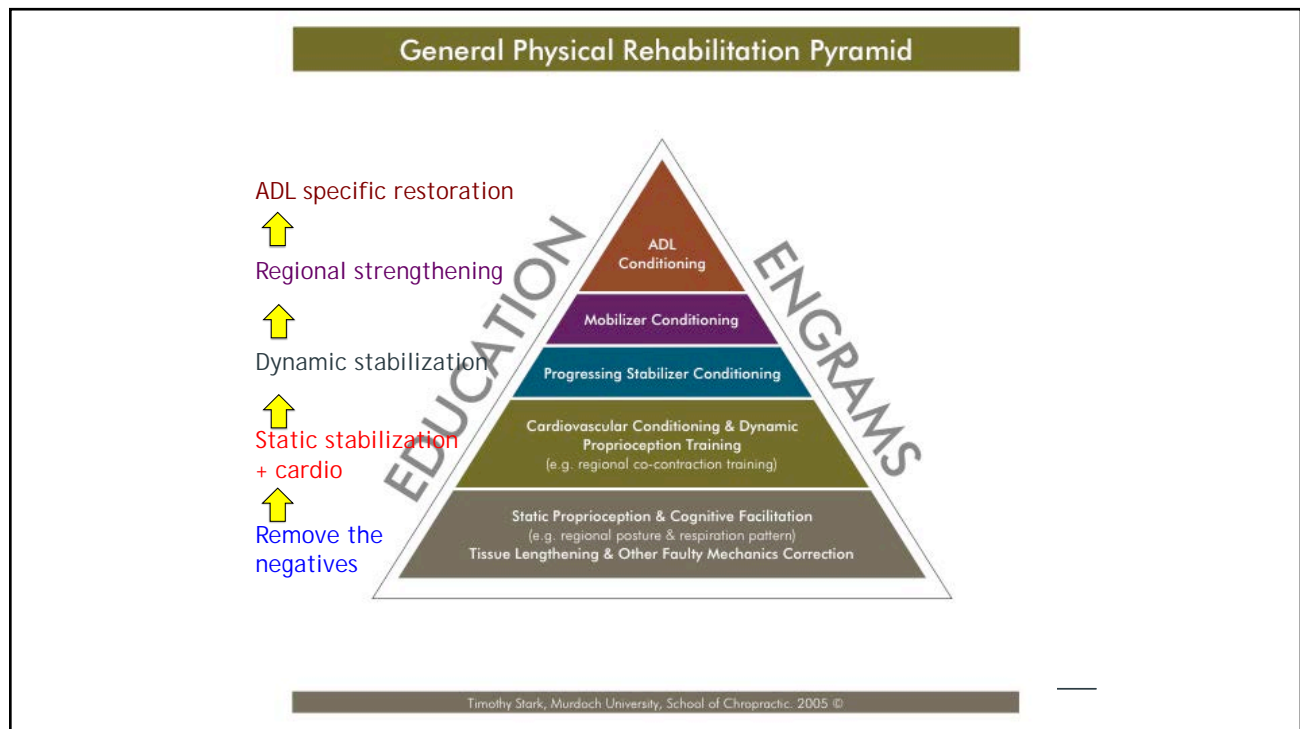 General Physical Rehabilitation Pyramid
ADL specific restoration
Regional strengthening
Dynamic stabilization
Static stabilization
+ cardio
Remove the
negatives
EDUCATION
ENGRAMS
ADL
Conditioning
Mobilizer Conditioning
Progressing Stabilizer Conditioning
Cardiovascular Conditioning & Dynamic
Proprioception Training
(e.g. regional co-contraction training)
Static Proprioception & Cognitive Facilitation
(e.g. regional posture & respiration pattern)
Tissue Lengthening & Other Faulty Mechanics Correction
Timothy Stark, Murdoch University, School of Chropractic. 2005 ©